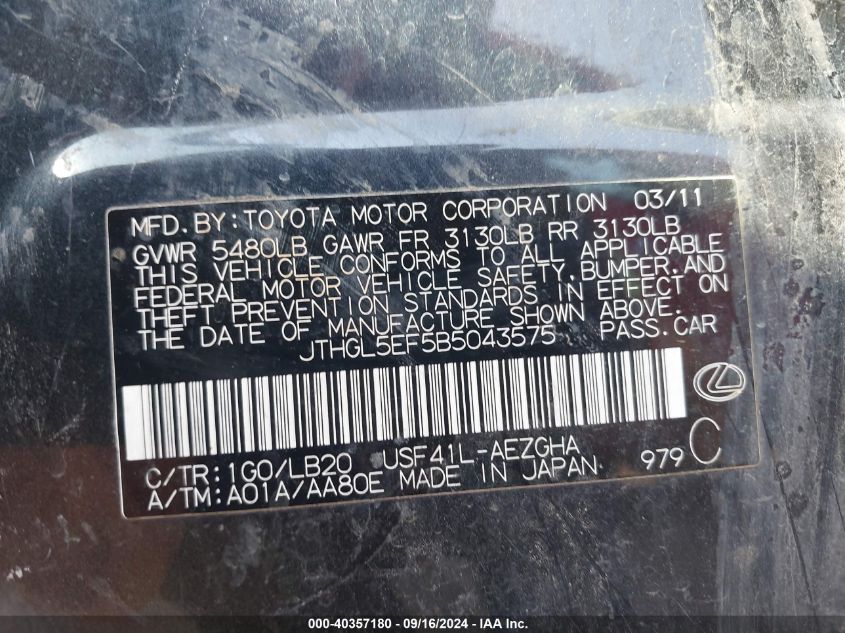 MFD. BY: TOYOTA MOTOR CORPORATION 03/11
GVWR 5480LB GAWR FR 3130LB RR 3130LB
THIS VEHICLE CONFORMS TO ALL APPLICABLE
FEDERAL MOTOR VEHICLE SAFETY, BUMPER, AND
THEFT PREVENTION STANDARDS IN EFFECT ON
THE DATE OF MANUFACTURE SHOWN ABOVE.
JTHGL5EF5B5043575 PASS.CAR
C/TR: 1G0/LB20 USF41L-AEZGHA 979 C
A/TM: A01A/AA80E MADE IN JAPAN
000-40357180 - 09/16/2024 - IAA Inc.